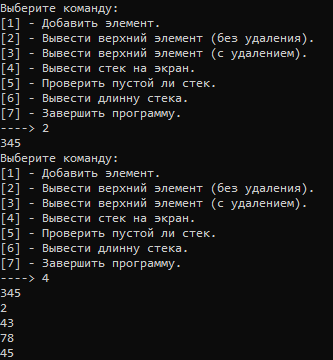 Выберите команду:
[1] - Добавить элемент.
[2] - Вывести верхний элемент (без удаления).
[3] - Вывести верхний элемент (с удалением).
[4] - Вывести стек на экран.
[5] - Проверить пустой ли стек.
[6] - Вывести длинну стека.
[7] - Завершить программу.
----> 2
345
Выберите команду:
[1] - Добавить элемент.
[2] - Вывести верхний элемент (без удаления).
[3] - Вывести верхний элемент (с удалением).
[4] - Вывести стек на экран.
[5] - Проверить пустой ли стек.
[6] - Вывести длинну стека.
[7] - Завершить программу.
----> 4
345
2
43
78
45